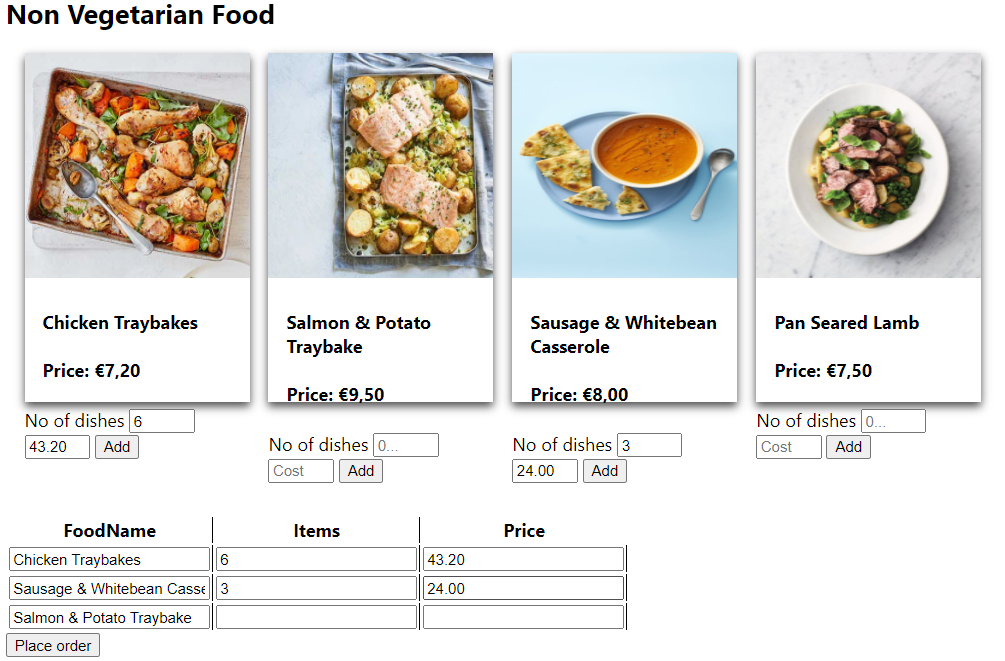 Non Vegetarian Food
Chicken Traybakes
Price: €7,20
No of dishes 6
43.20 Add
Salmon & Potato
Traybake
Price: €9,50
No of dishes 0...
Cost Add
Sausage & Whitebean
Casserole
Price: €8,00
No of dishes 3
24.00 Add
Pan Seared Lamb
Price: €7,50
No of dishes 0...
Cost Add
FoodName Items Price
Chicken Traybakes 6 43.20
Sausage & Whitebean Casse 3 24.00
Salmon & Potato Traybake
Place order